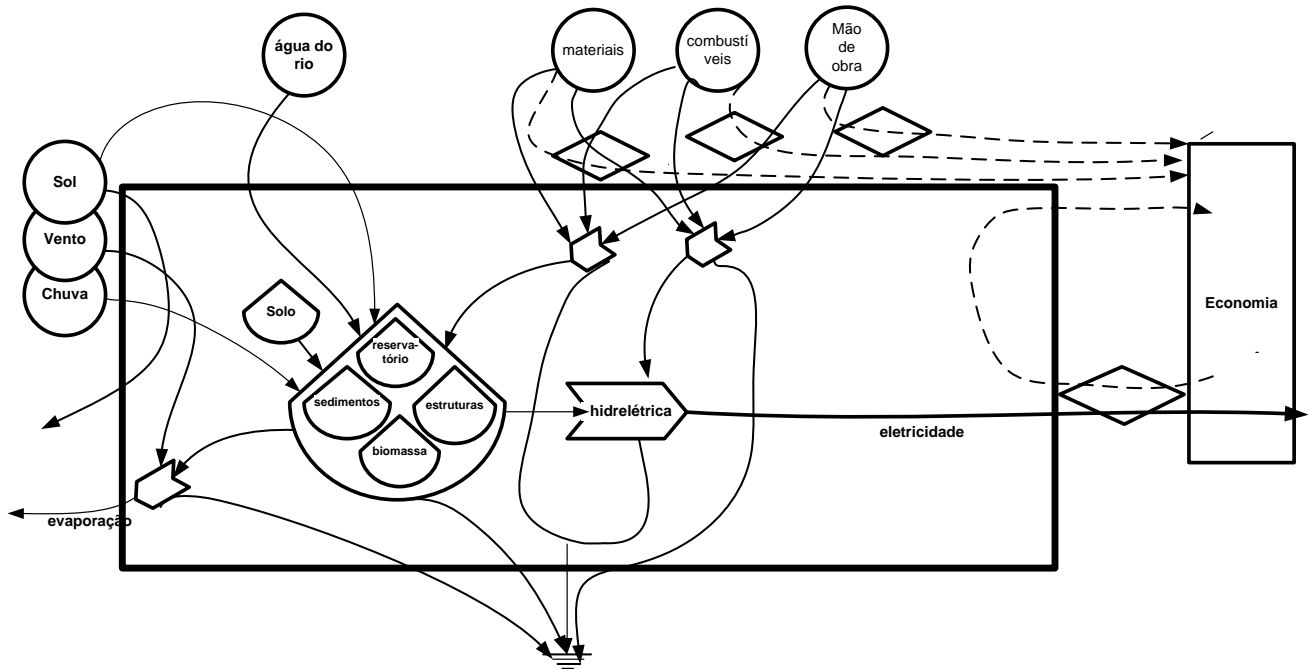 água do
rio
materiais
combustí
veis
Mão
de
obra
Sol
Vento
Chuva
Solo
reserva-
tório
sedimentos
estruturas
biomassa
hidrelétrica
eletricidade
Economia
evaporação